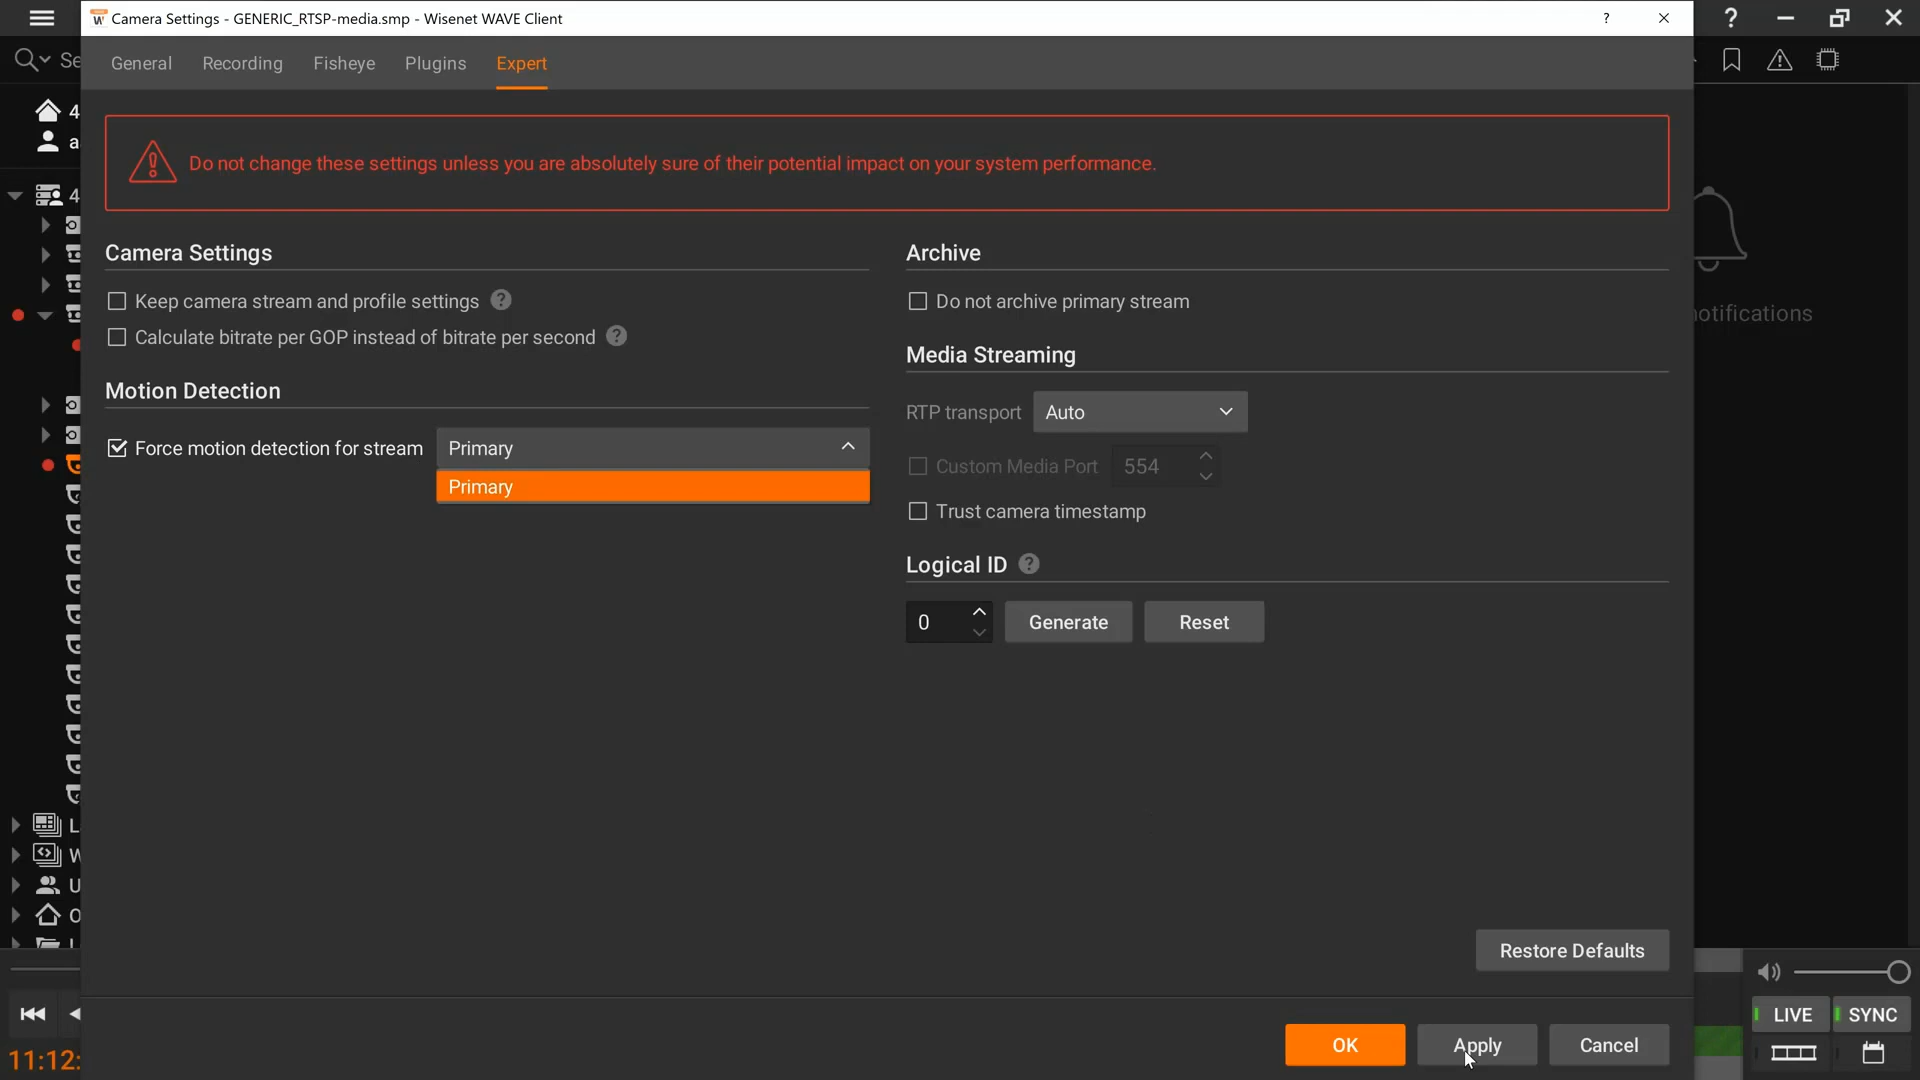 Camera Settings - GENERIC_RTSP-media.smp - Wisenet WAVE Client
?
?
Se
General Recording Fisheye Plugins Expert
4
a
Do not change these settings unless you are absolutely sure of their potential impact on your system performance.
4
Camera Settings
Archive
Keep camera stream and profile settings ?
Do not archive primary stream
otifications
Calculate bitrate per GOP instead of bitrate per second ?
Media Streaming
Motion Detection
RTP transport Auto
Force motion detection for stream Primary
Primary
Custom Media Port 554
Trust camera timestamp
Logical ID ?
0 Generate Reset
L
W
U
O
L
Restore Defaults
LIVE SYNC
OK Apply Cancel
11:12: